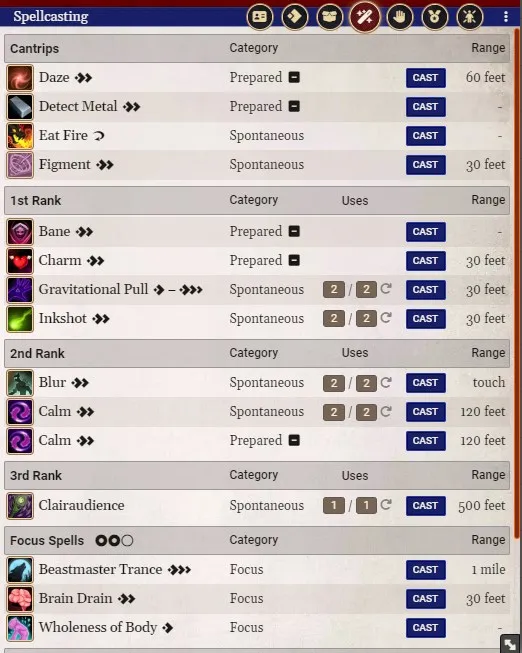 Spellcasting
Cantrips Category Range
Daze Prepared CAST 60 feet
Detect Metal Prepared CAST -
Eat Fire Spontaneous CAST -
Figment Spontaneous CAST 30 feet
1st Rank Category Uses Range
Bane Prepared CAST -
Charm Prepared CAST 30 feet
Gravitational Pull – Spontaneous 2 / 2 CAST 30 feet
Inkshot Spontaneous 2 / 2 CAST 30 feet
2nd Rank Category Uses Range
Blur Spontaneous 2 / 2 CAST touch
Calm Spontaneous 2 / 2 CAST 120 feet
Calm Prepared CAST 120 feet
3rd Rank Category Uses Range
Clairaudience Spontaneous 1 / 1 CAST 500 feet
Focus Spells Category Range
Beastmaster Trance Focus CAST 1 mile
Brain Drain Focus CAST 30 feet
Wholeness of Body Focus CAST -